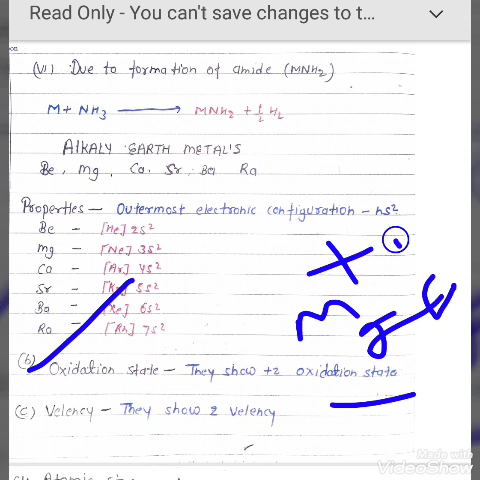 Read Only - You can't save changes to t...
(VI) Due to formation of amide (MNH2)
M + NH3 ⟶ MNH2 + ½ H2
ALKALY EARTH METAL'S
Be, Mg, Ca, Sr, Ba, Ra
Properties — Outermost electronic configuration - ns²
Be - [He] 2s²
Mg - [Ne] 3s²
Ca - [Ar] 4s²
Sr - [Kr] 5s²
Ba - [Xe] 6s²
Ra - [Rn] 7s²
(b) Oxidation state - They show +2 oxidation state
(C) Velency - They show 2 Velency
Made with
VideoShow